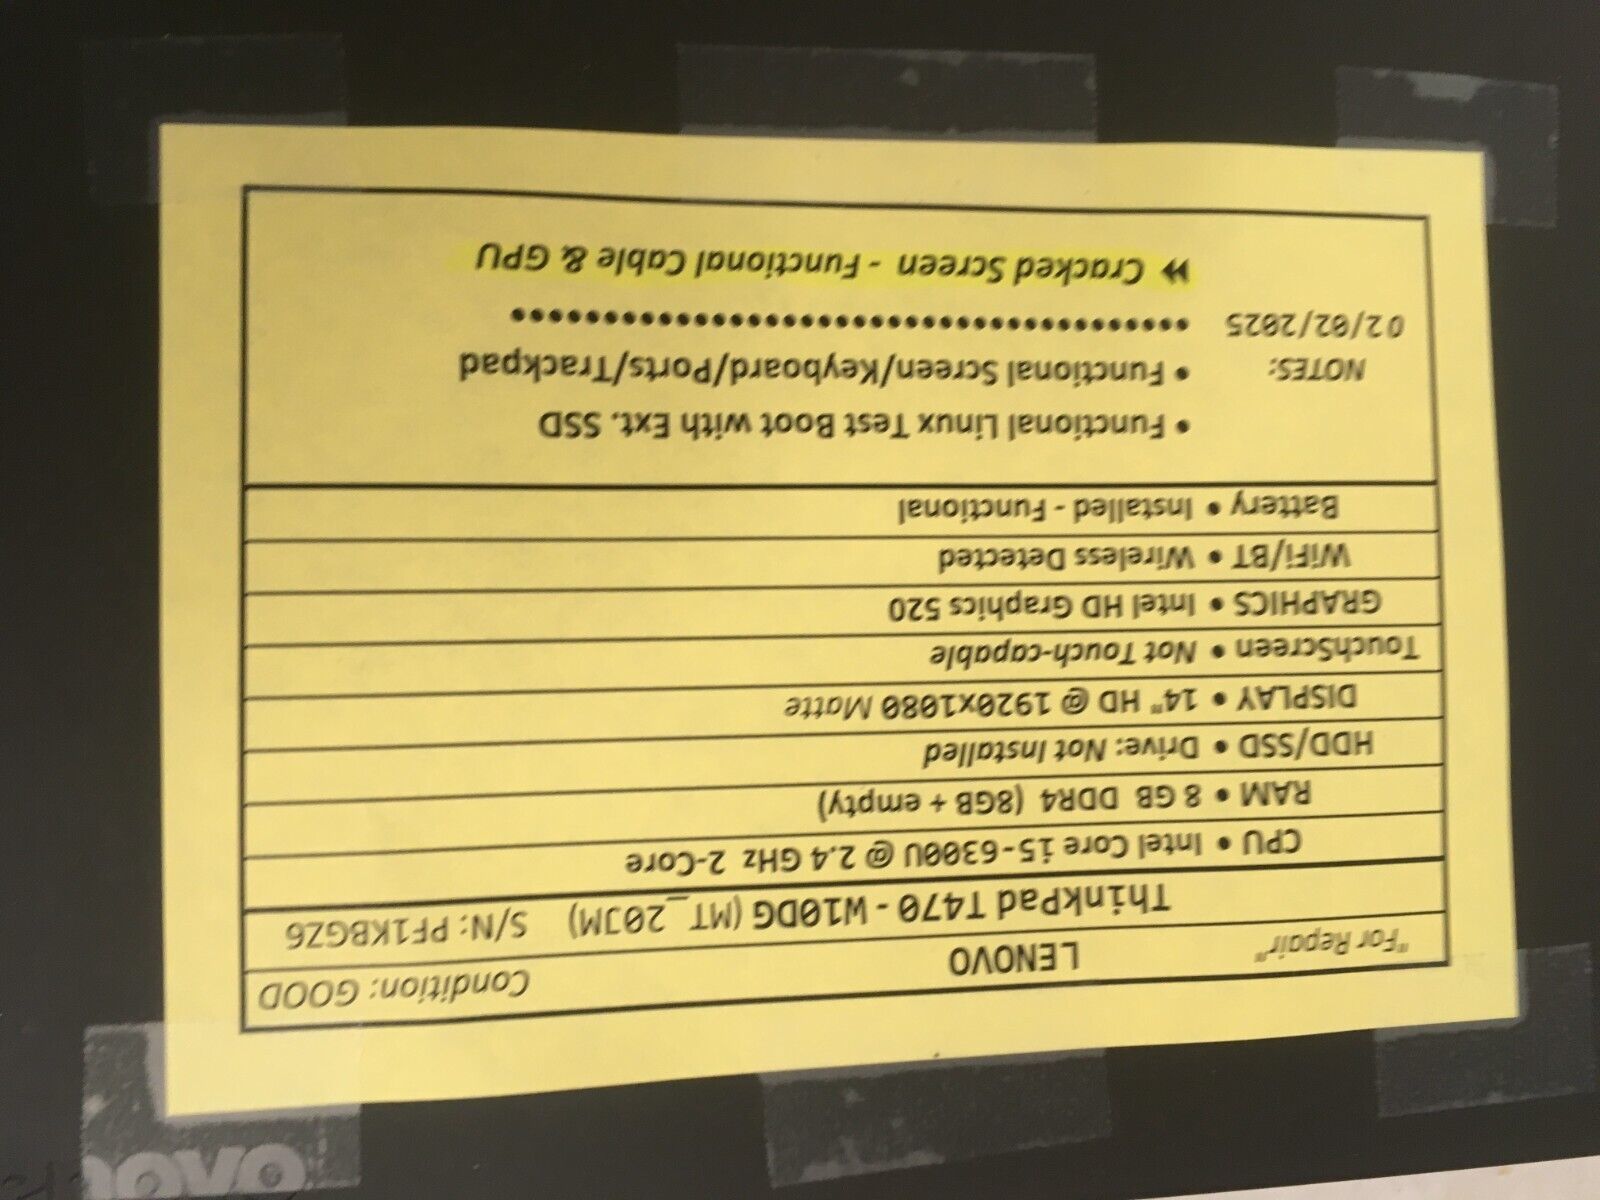 "For Repair" LENOVO Condition: GOOD
ThinkPad T470 - W10DG (MT_20JM) S/N: PF1KBGZ6
CPU • Intel Core i5-6300U @ 2.4 GHz 2-Core
RAM • 8 GB DDR4 (8GB + empty)
HDD/SSD • Drive: Not Installed
DISPLAY • 14" HD @ 1920x1080 Matte
TouchScreen • Not Touch-capable
GRAPHICS • Intel HD Graphics 520
WiFi/BT • Wireless Detected
Battery • Installed - Functional
• Functional Linux Test Boot with Ext. SSD
NOTES: • Functional Screen/Keyboard/Ports/Trackpad
02/02/2025 ••••••••••••••••••••••••••••••••••••••
Cracked Screen - Functional Cable & GPU